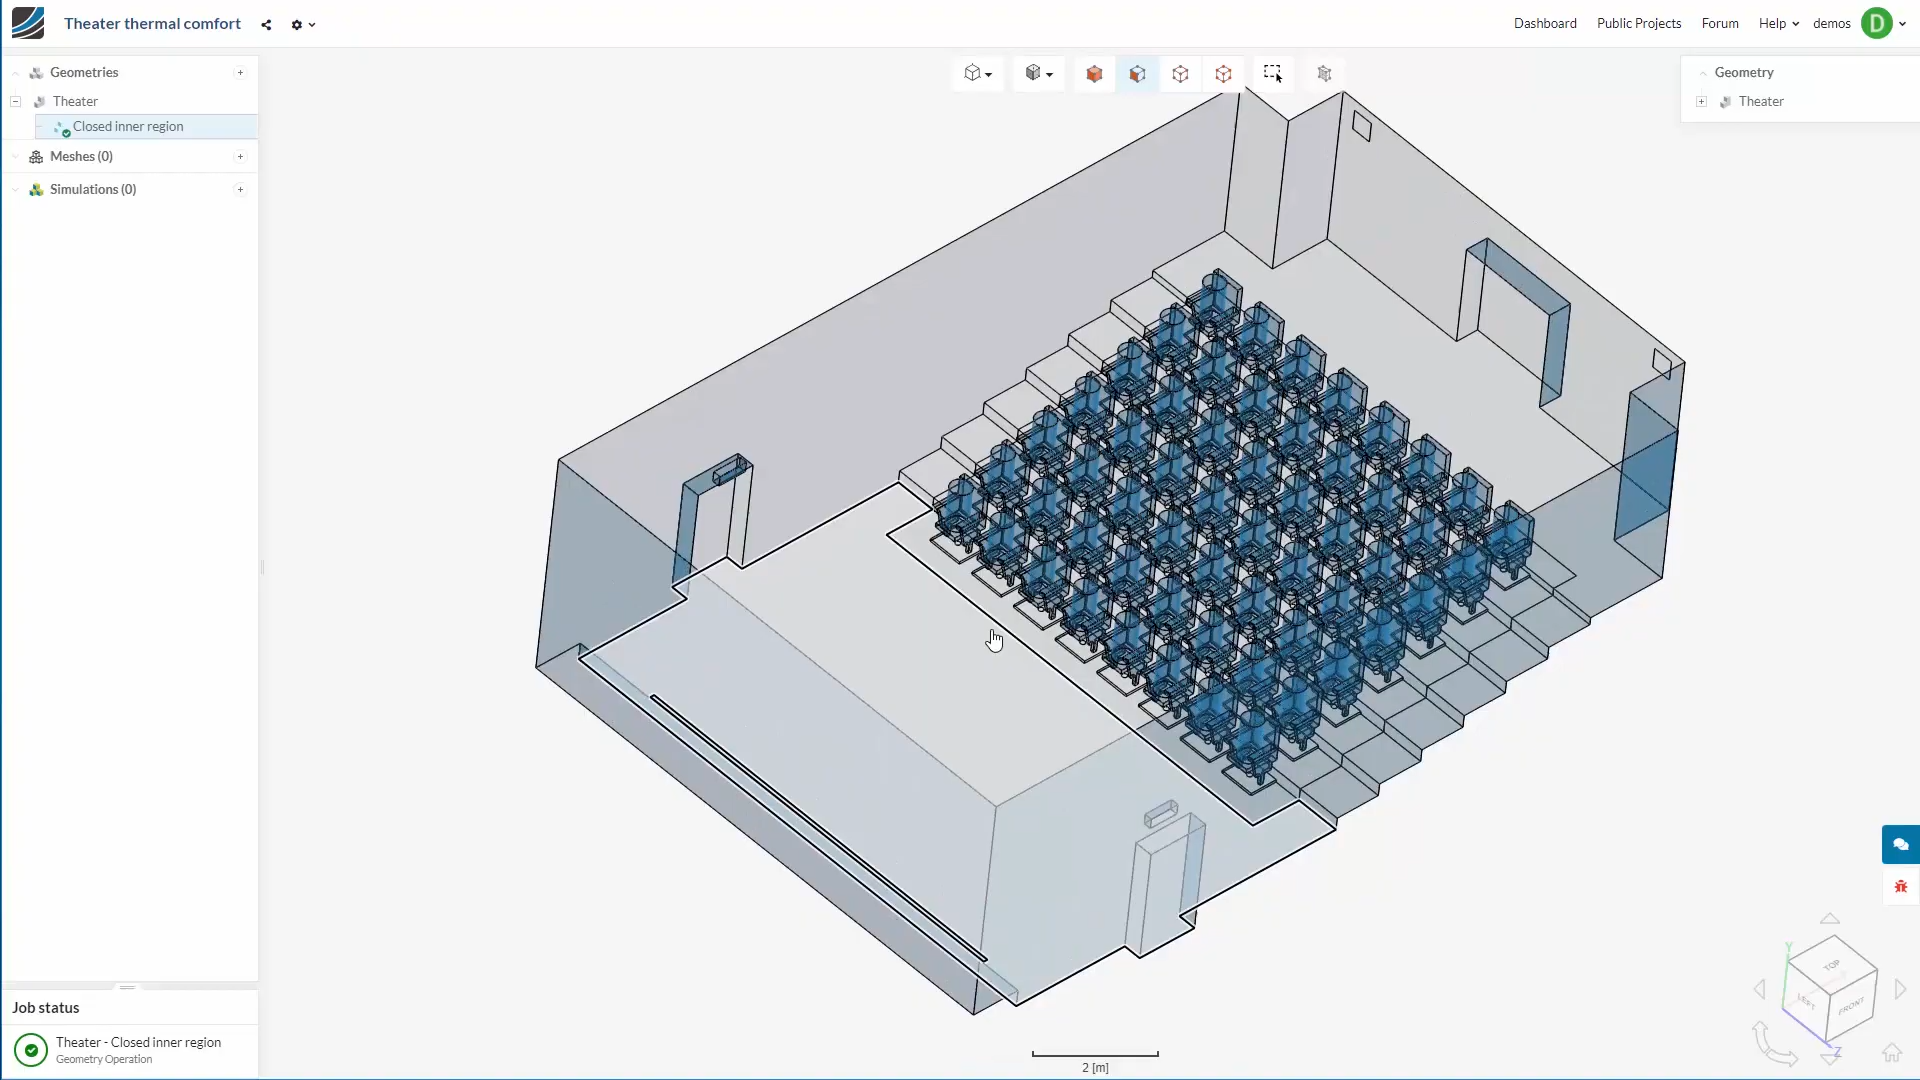 Theater thermal comfort
Dashboard
Public Projects
Forum
Help
demos
D
Geometries
Theater
Closed inner region
Meshes (0)
Simulations (0)
Geometry
Theater
Job status
Theater - Closed inner region
Geometry Operation
2 [m]
Y
TOP
LEFT
FRONT
Z